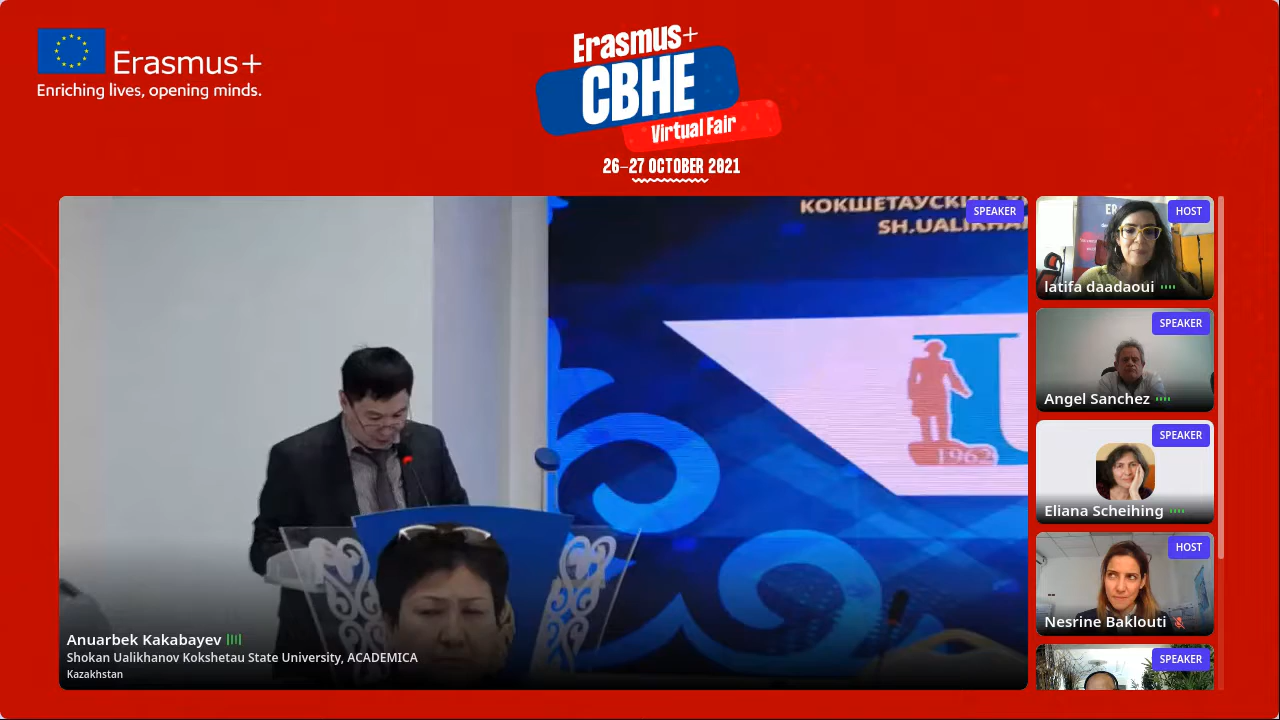 Erasmus+
Enriching lives, opening minds.
Erasmus+
CBHE
Virtual Fair
26–27 OCTOBER 2021
КОКШЕТАУСКИЙ
SH.UALIKHAN
SPEAKER
1962
Anuarbek Kakabayev
Shokan Ualikhanov Kokshetau State University, ACADEMICA
Kazakhstan
HOST
latifa daadaoui
SPEAKER
Angel Sanchez
SPEAKER
Eliana Scheihing
HOST
Nesrine Baklouti
SPEAKER